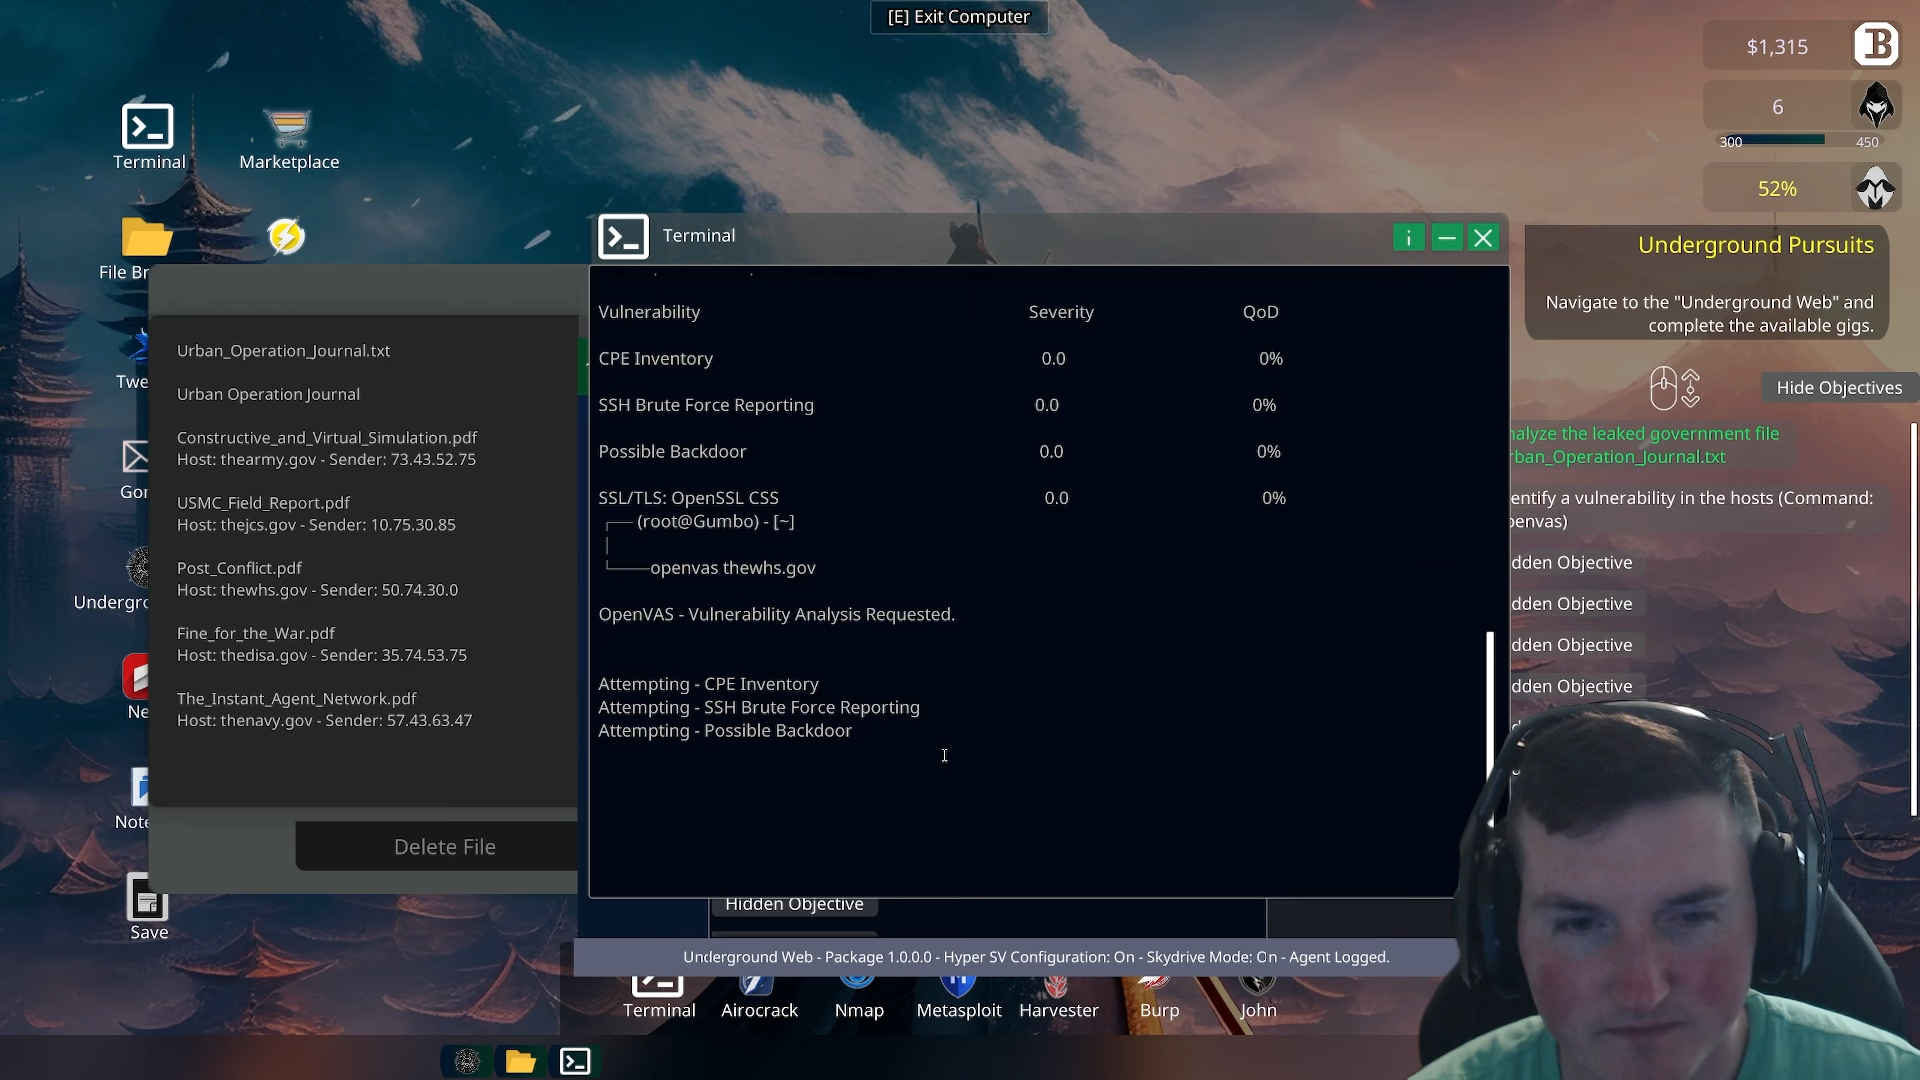 [E] Exit Computer
$1,315
6
300
450
52%
Terminal
Marketplace
File Br
Underground Pursuits
Navigate to the "Underground Web" and
complete the available gigs.
Hide Objectives
nalyze the leaked government file
rban_Operation_Journal.txt
entify a vulnerability in the hosts (Command:
penvas)
dden Objective
dden Objective
dden Objective
dden Objective
Twe
Gor
Undergro
Ne
Note
Save
Urban_Operation_Journal.txt
Urban Operation Journal
Constructive_and_Virtual_Simulation.pdf
Host: thearmy.gov - Sender: 73.43.52.75
USMC_Field_Report.pdf
Host: thejcs.gov - Sender: 10.75.30.85
Post_Conflict.pdf
Host: thewhs.gov - Sender: 50.74.30.0
Fine_for_the_War.pdf
Host: thedisa.gov - Sender: 35.74.53.75
The_Instant_Agent_Network.pdf
Host: thenavy.gov - Sender: 57.43.63.47
Delete File
Terminal
Vulnerability Severity QoD
CPE Inventory 0.0 0%
SSH Brute Force Reporting 0.0 0%
Possible Backdoor 0.0 0%
SSL/TLS: OpenSSL CSS 0.0 0%
(root@Gumbo) - [~]
openvas thewhs.gov
OpenVAS - Vulnerability Analysis Requested.
Attempting - CPE Inventory
Attempting - SSH Brute Force Reporting
Attempting - Possible Backdoor
Hidden Objective
Underground Web - Package 1.0.0.0 - Hyper SV Configuration: On - Skydrive Mode: On - Agent Logged.
Terminal
Airocrack
Nmap
Metasploit
Harvester
Burp
John